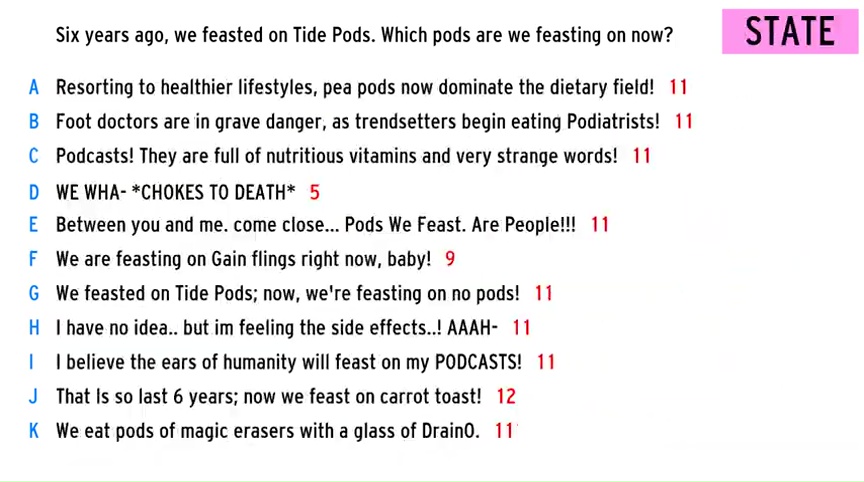 Six years ago, we feasted on Tide Pods. Which pods are we feasting on now?
STATE
A Resorting to healthier lifestyles, pea pods now dominate the dietary field! 11
B Foot doctors are in grave danger, as trendsetters begin eating Podiatrists! 11
C Podcasts! They are full of nutritious vitamins and very strange words! 11
D WE WHA- *CHOKES TO DEATH* 5
E Between you and me. come close... Pods We Feast. Are People!!! 11
F We are feasting on Gain flings right now, baby! 9
G We feasted on Tide Pods; now, we're feasting on no pods! 11
H I have no idea.. but im feeling the side effects..! AAAH- 11
I I believe the ears of humanity will feast on my PODCASTS! 11
J That Is so last 6 years; now we feast on carrot toast! 12
K We eat pods of magic erasers with a glass of DrainO. 11